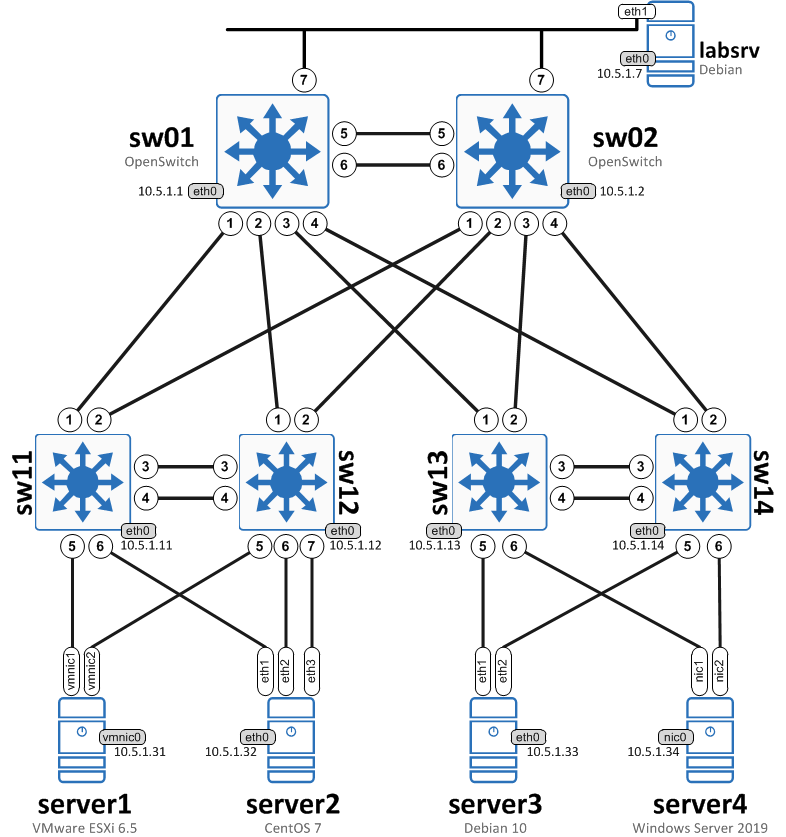 eth1
labsrv
eth0
Debian
10.5.1.7
7
7
sw01
OpenSwitch
5
5
sw02
OpenSwitch
6
6
10.5.1.1
eth0
eth0
10.5.1.2
1
2
3
4
1
2
3
4
1
2
1
2
1
2
1
2
sw11
3
3
sw12
sw13
3
3
sw14
4
4
4
4
eth0
10.5.1.11
eth0
10.5.1.12
eth0
10.5.1.13
eth0
10.5.1.14
5
6
5
6
7
5
6
5
6
vmnic1
vmnic2
eth1
eth2
eth3
eth1
eth2
nic1
nic2
vmnic0
10.5.1.31
eth0
10.5.1.32
eth0
10.5.1.33
nic0
10.5.1.34
server1
VMware ESXi 6.5
server2
CentOS 7
server3
Debian 10
server4
Windows Server 2019